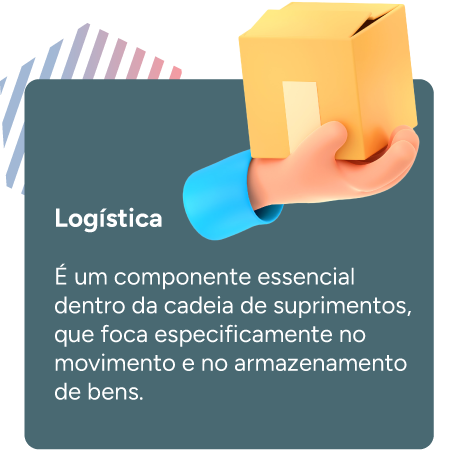 Logística
É um componente essencial
dentro da cadeia de suprimentos,
que foca especificamente no
movimento e no armazenamento
de bens.